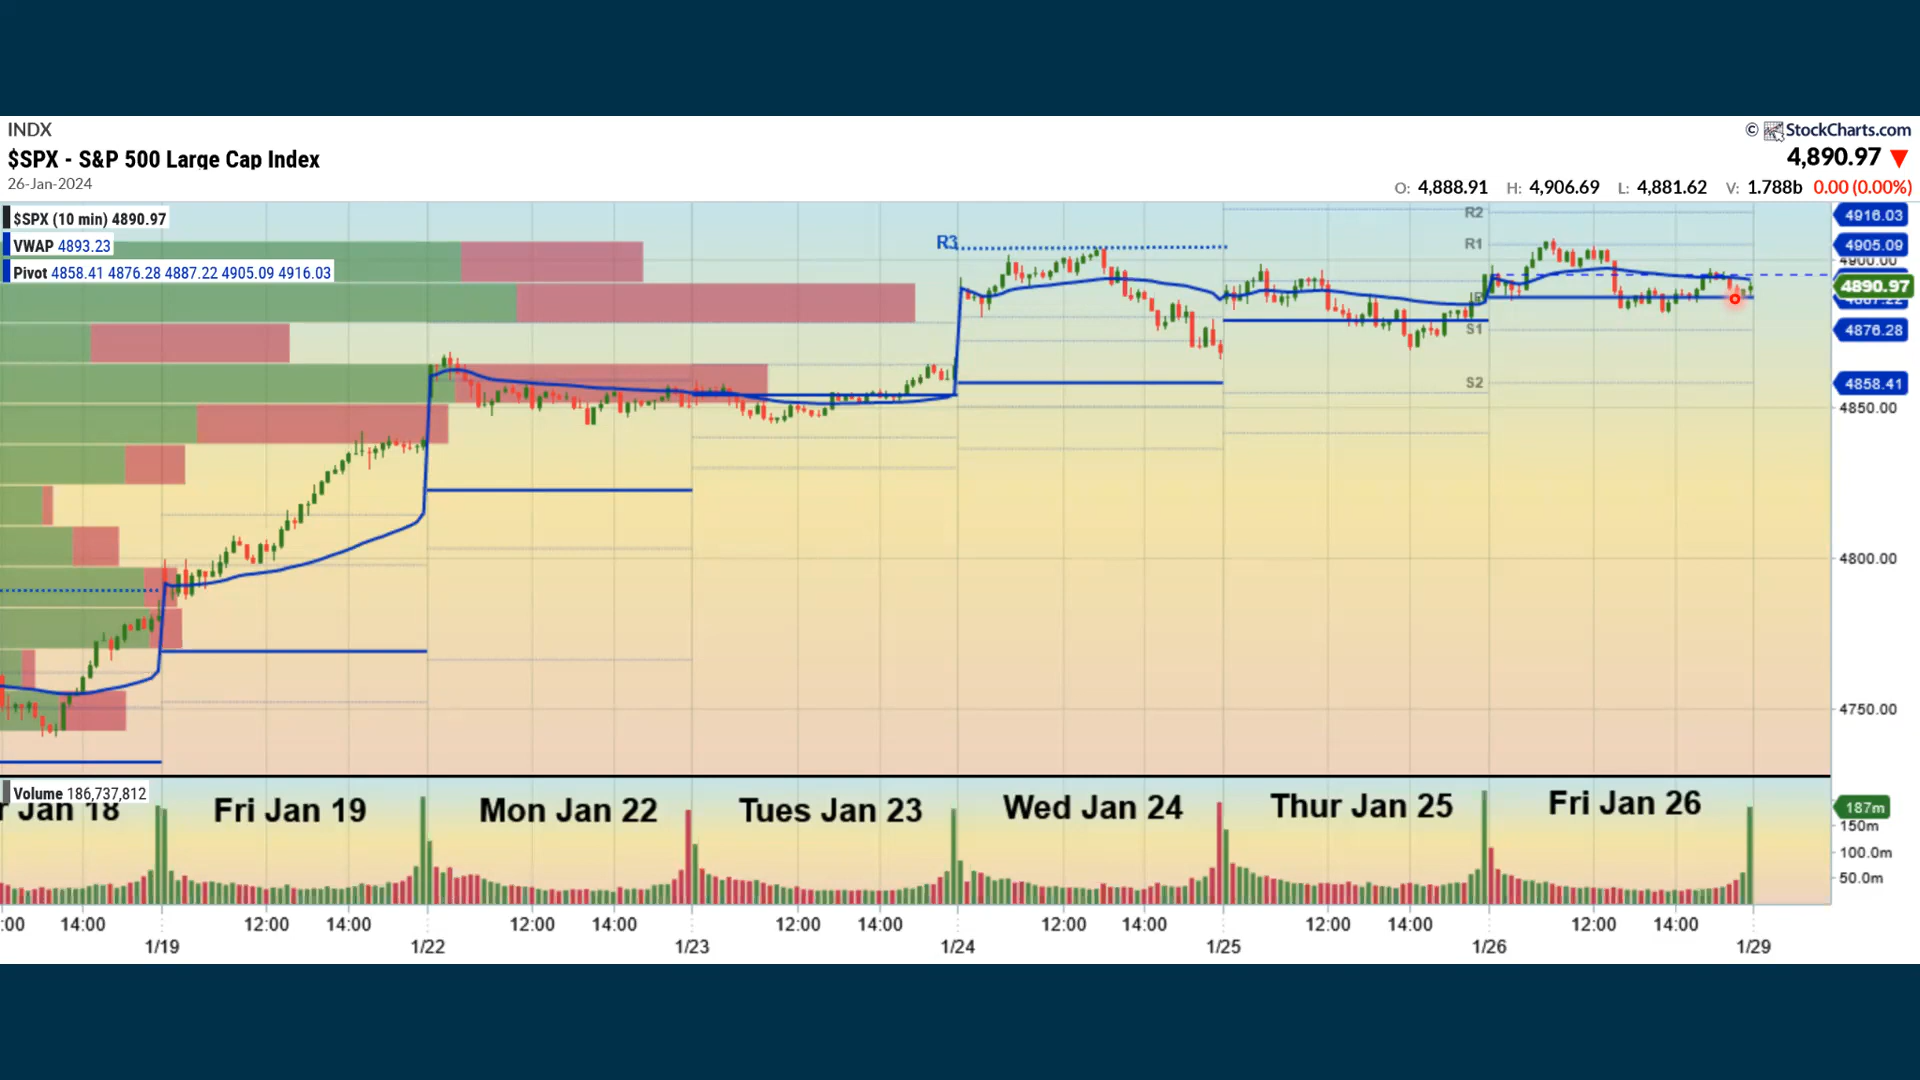 INDX
© StockCharts.com
$SPX - S&P 500 Large Cap Index
4,890.97
26-Jan-2024
O: 4,888.91 H: 4,906.69 L: 4,881.62 V: 1.788b 0.00 (0.00%)
$SPX (10 min) 4890.97
VWAP 4893.23
Pivot 4858.41 4876.28 4887.22 4905.09 4916.03
R3
R2
R1
S1
S2
4916.03
4905.09
4900.00
4890.97
4887.22
4876.28
4858.41
4850.00
4800.00
4750.00
Volume 186,737,812
r Jan 18 Fri Jan 19 Mon Jan 22 Tues Jan 23 Wed Jan 24 Thur Jan 25 Fri Jan 26
187m
150m
100.0m
50.0m
:00 14:00 12:00 14:00 12:00 14:00 12:00 14:00 12:00 14:00 12:00 14:00 12:00 14:00
1/19 1/22 1/23 1/24 1/25 1/26 1/29